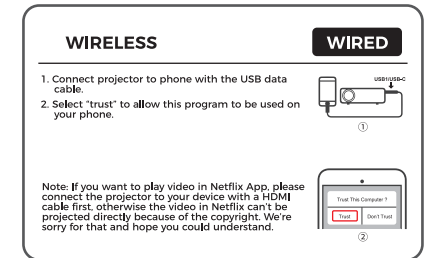 WIRELESS
WIRED
1. Connect projector to phone with the USB data
cable.
2. Select "trust" to allow this program to be used on
your phone.
USB1/USB-C
①
Note: If you want to play video in Netflix App, please
connect the projector to your device with a HDMI
cable first, otherwise the video in Netflix can't be
projected directly because of the copyright. We're
sorry for that and hope you could understand.
Trust This Computer ?
Trust
Don't Trust
②